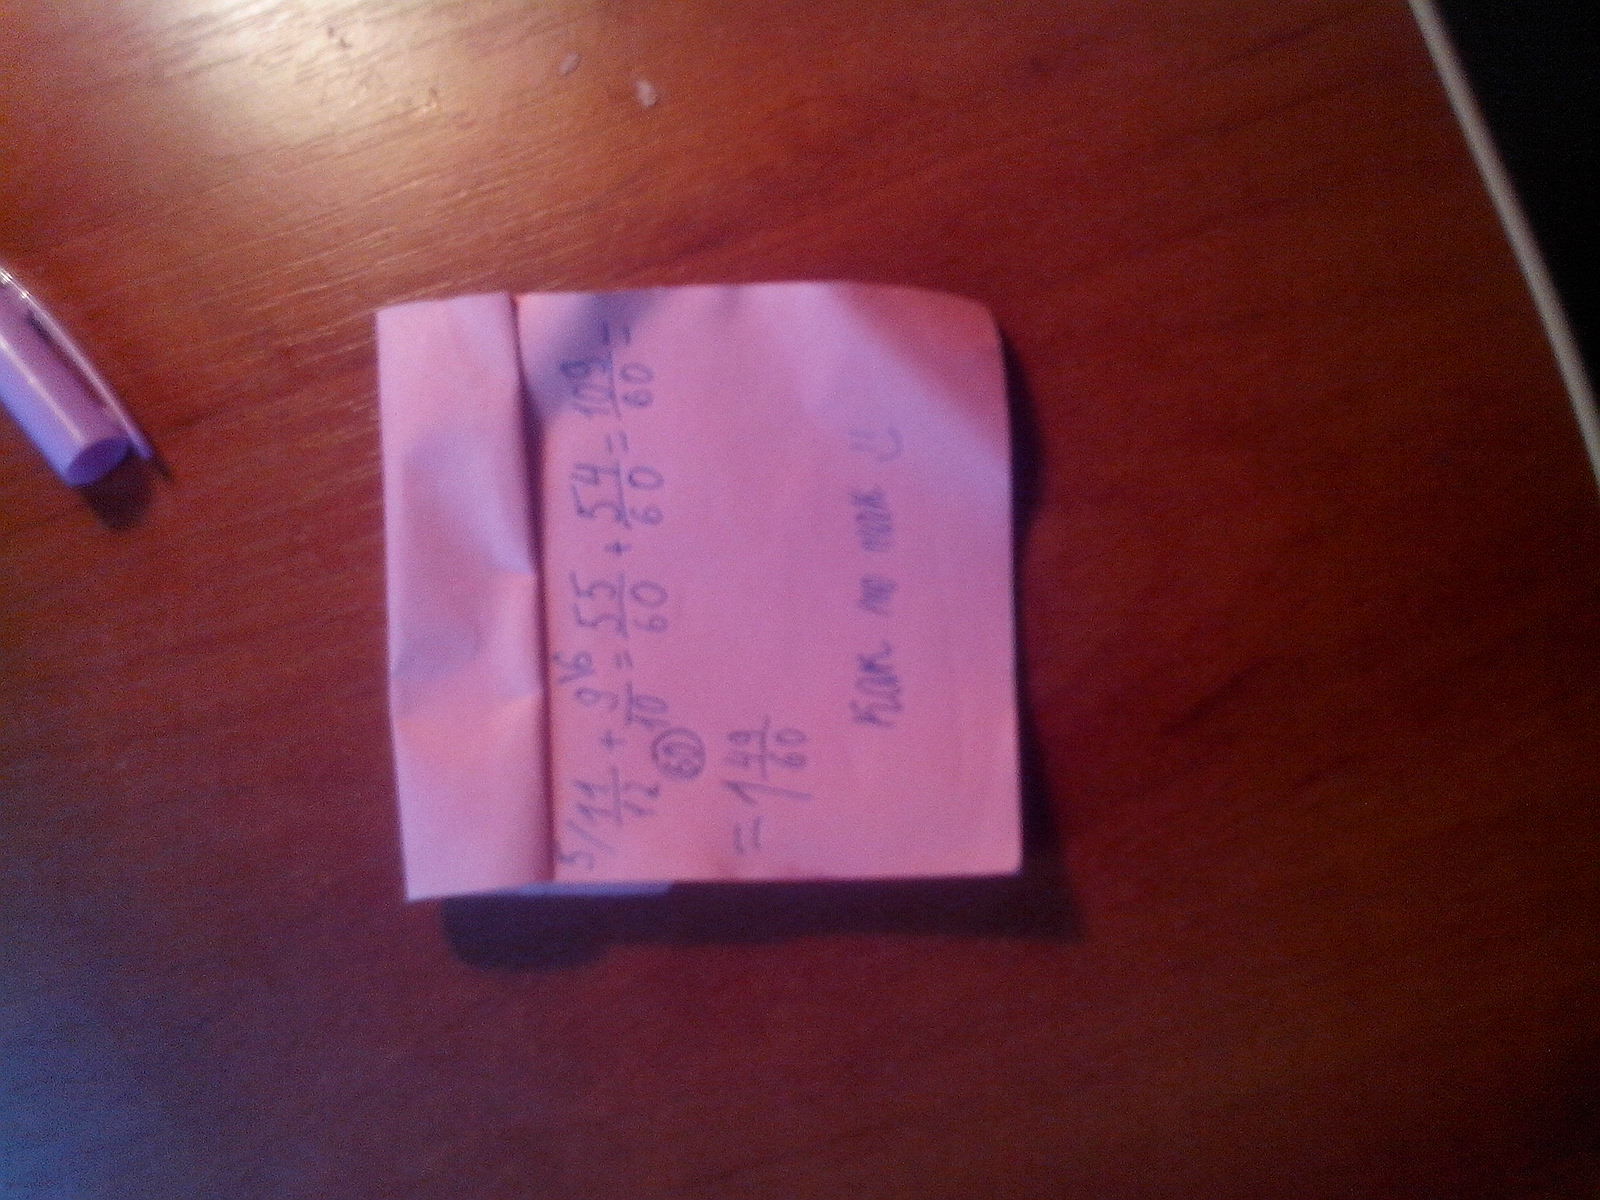 5/11/12 + 9\6/10 = 55/60 + 54/60 = 109/60 =
60
= 1 49/60
Как то так :)